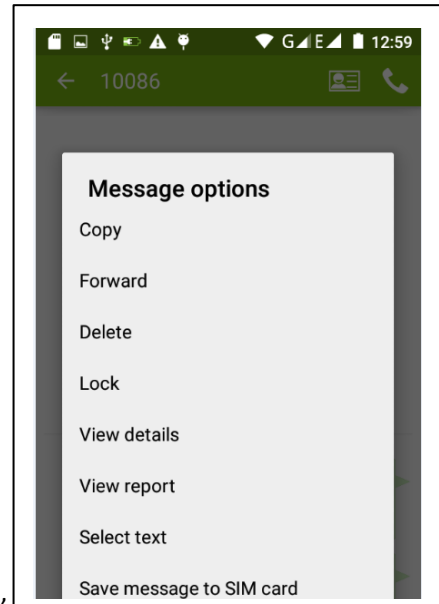 G E 12:59
10086
Message options
Copy
Forward
Delete
Lock
View details
View report
Select text
Save message to SIM card
,